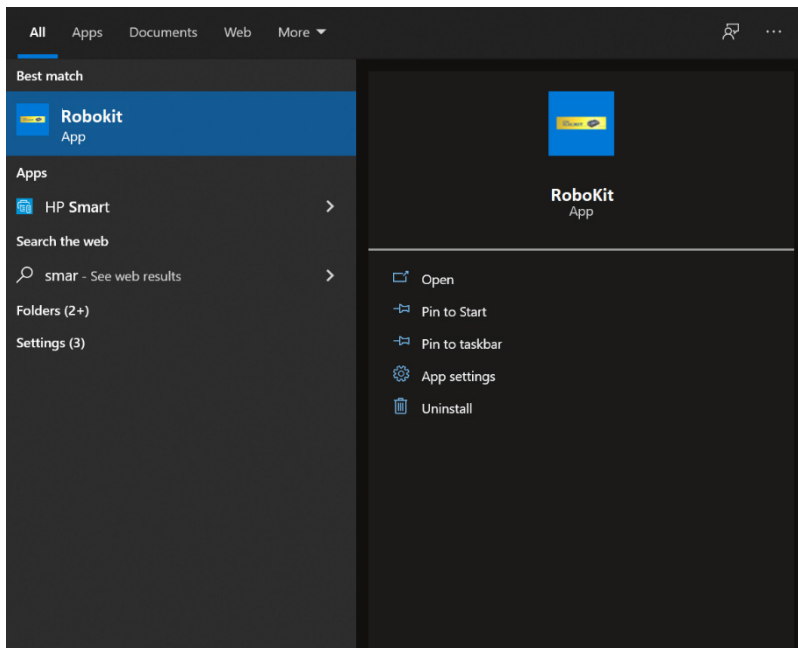 All Apps Documents Web More
Best match
Robokit
App
Apps
HP Smart
Search the web
smar - See web results
Folders (2+)
Settings (3)
RoboKit
App
Open
Pin to Start
Pin to taskbar
App settings
Uninstall